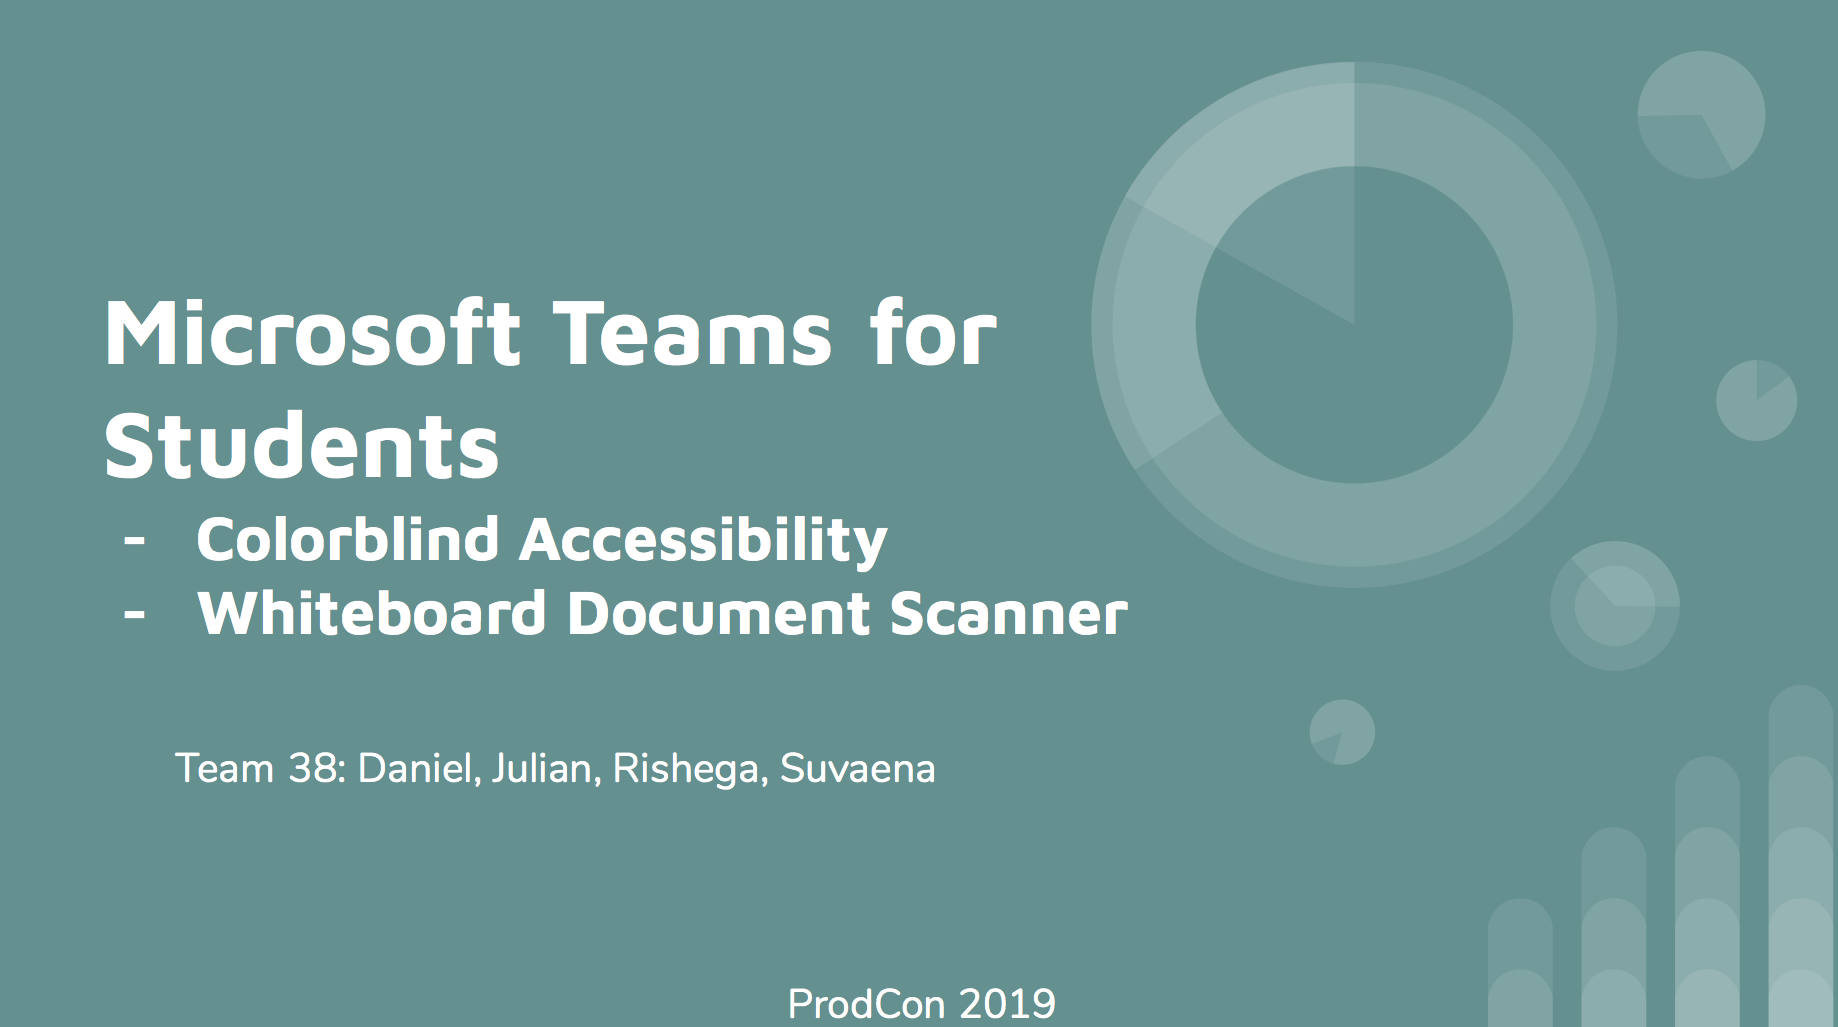 Microsoft Teams for
Students
- Colorblind Accessibility
- Whiteboard Document Scanner
Team 38: Daniel, Julian, Rishega, Suvaena
ProdCon 2019